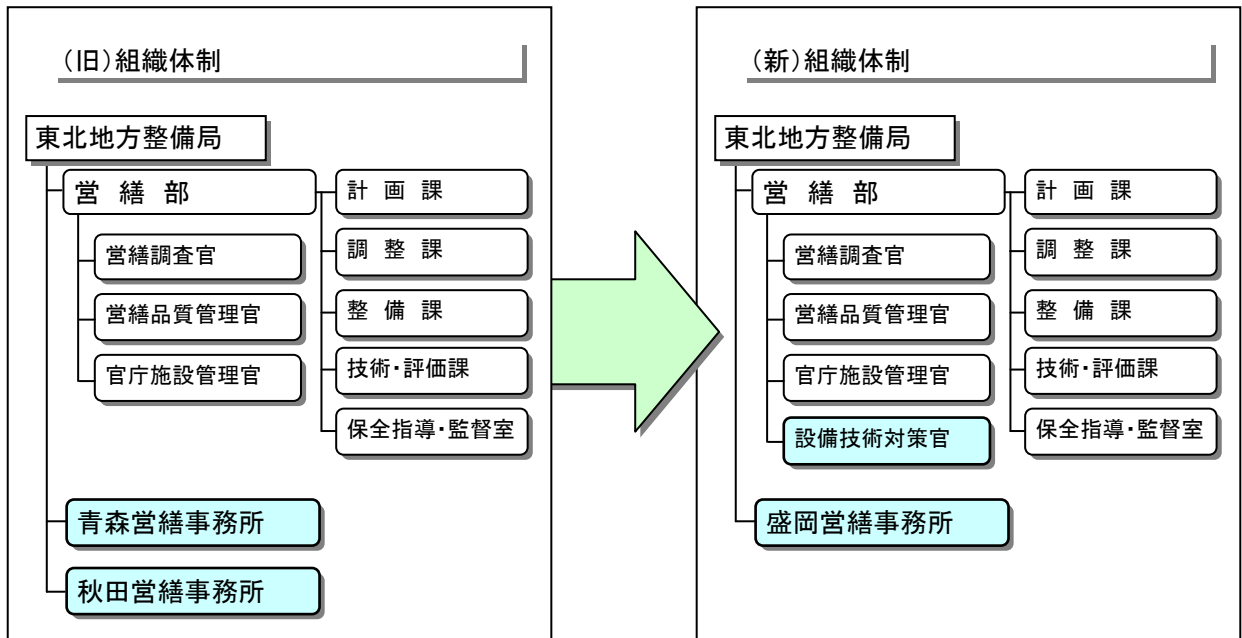 （旧）組織体制
東北地方整備局
営 繕 部
計 画 課
営繕調査官
調 整 課
営繕品質管理官
整 備 課
官庁施設管理官
技術・評価課
保全指導・監督室
青森営繕事務所
秋田営繕事務所
（新）組織体制
東北地方整備局
営 繕 部
計 画 課
営繕調査官
調 整 課
営繕品質管理官
整 備 課
官庁施設管理官
技術・評価課
設備技術対策官
保全指導・監督室
盛岡営繕事務所